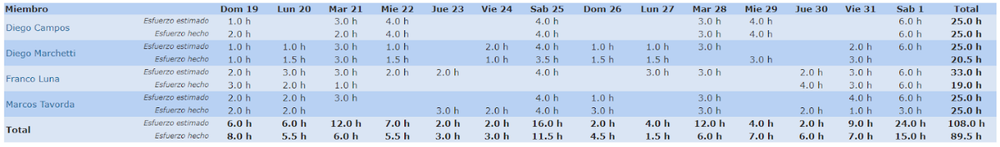 Miembro Dom 19 Lun 20 Mar 21 Mie 22 Jue 23 Vie 24 Sab 25 Dom 26 Lun 27 Mar 28 Mie 29 Jue 30 Vie 31 Sab 1 Total
Diego Campos
Esfuerzo estimado 1.0 h 3.0 h 4.0 h 4.0 h 3.0 h 4.0 h 6.0 h 25.0 h
Esfuerzo hecho 2.0 h 2.0 h 4.0 h 4.0 h 3.0 h 4.0 h 6.0 h 25.0 h
Diego Marchetti
Esfuerzo estimado 1.0 h 1.0 h 3.0 h 1.0 h 2.0 h 4.0 h 1.0 h 1.0 h 3.0 h 2.0 h 6.0 h 25.0 h
Esfuerzo hecho 1.0 h 1.5 h 3.0 h 1.5 h 1.0 h 3.5 h 1.5 h 1.5 h 3.0 h 3.0 h 20.5 h
Franco Luna
Esfuerzo estimado 2.0 h 3.0 h 3.0 h 2.0 h 2.0 h 4.0 h 3.0 h 3.0 h 2.0 h 3.0 h 6.0 h 33.0 h
Esfuerzo hecho 3.0 h 2.0 h 1.0 h 4.0 h 3.0 h 6.0 h 19.0 h
Marcos Tavorda
Esfuerzo estimado 2.0 h 2.0 h 3.0 h 4.0 h 1.0 h 3.0 h 4.0 h 6.0 h 25.0 h
Esfuerzo hecho 2.0 h 2.0 h 3.0 h 2.0 h 4.0 h 3.0 h 3.0 h 2.0 h 1.0 h 3.0 h 25.0 h
Total
Esfuerzo estimado 6.0 h 6.0 h 12.0 h 7.0 h 2.0 h 2.0 h 16.0 h 2.0 h 4.0 h 12.0 h 4.0 h 2.0 h 9.0 h 24.0 h 108.0 h
Esfuerzo hecho 8.0 h 5.5 h 6.0 h 5.5 h 3.0 h 3.0 h 11.5 h 4.5 h 1.5 h 6.0 h 7.0 h 6.0 h 7.0 h 15.0 h 89.5 h